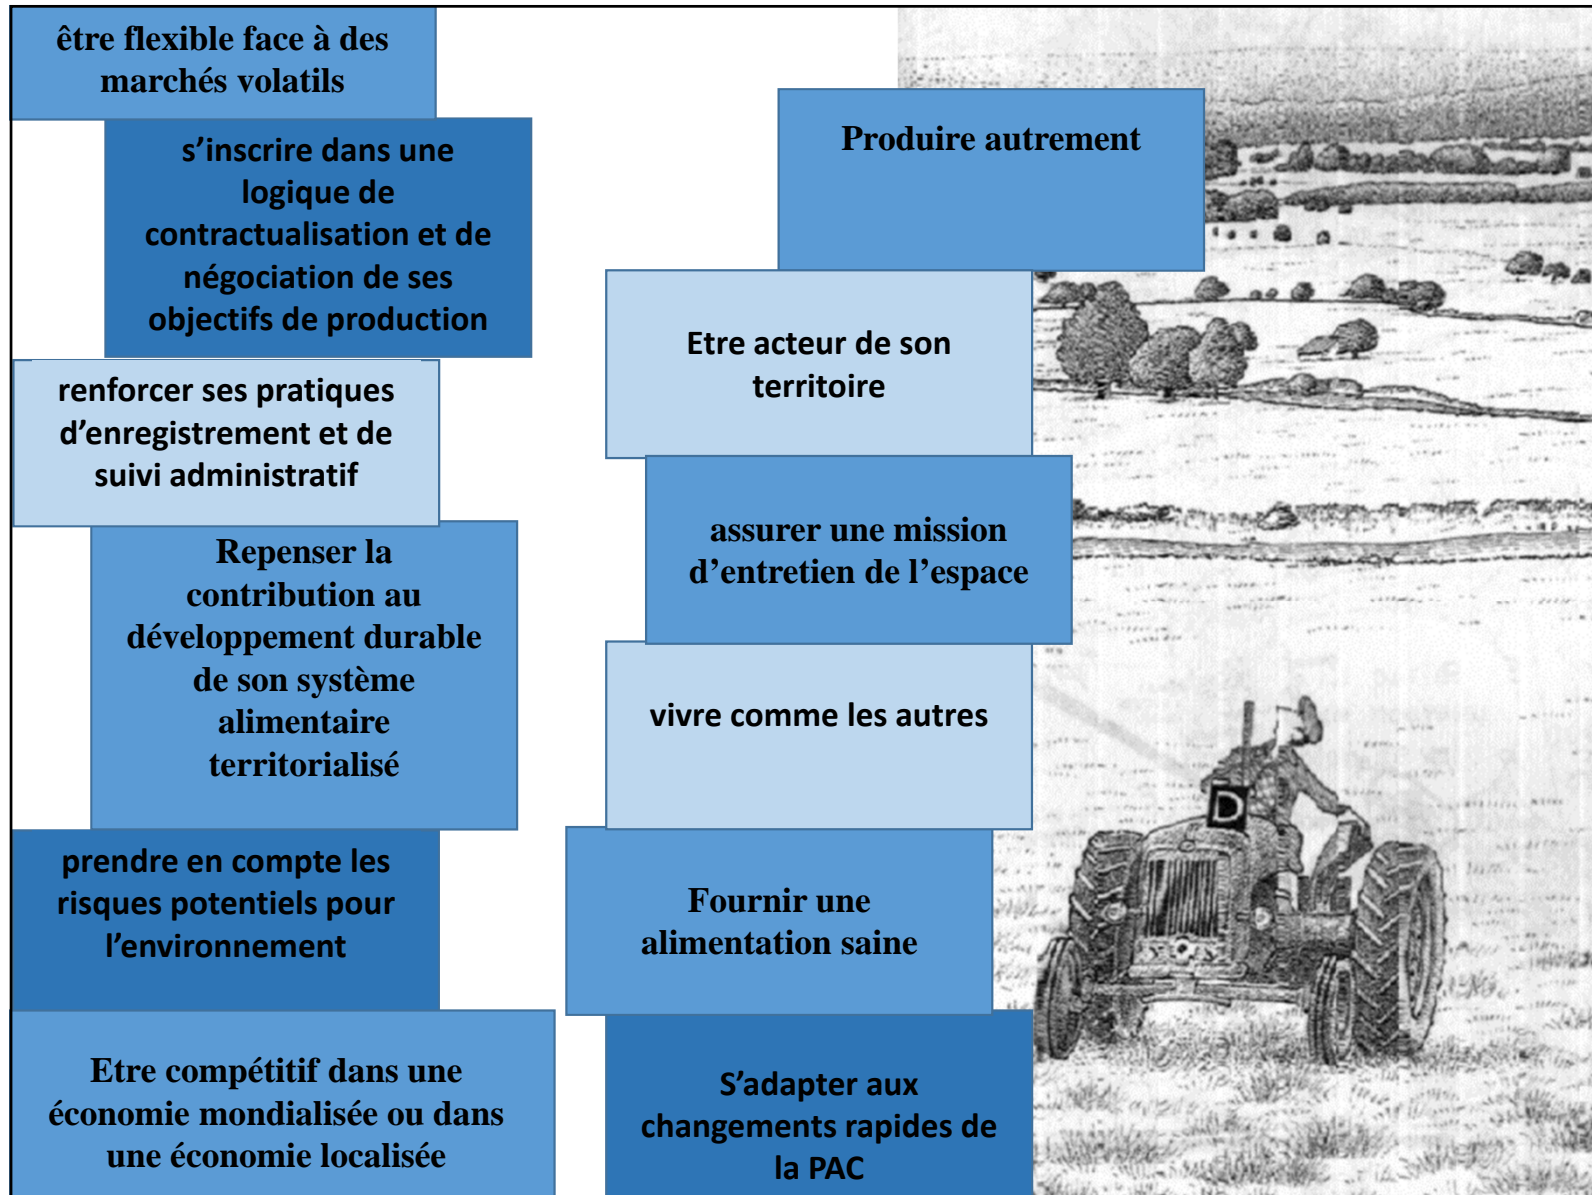 être flexible face à des
marchés volatils
s’inscrire dans une
logique de
contractualisation et de
négociation de ses
objectifs de production
renforcer ses pratiques
d’enregistrement et de
suivi administratif
Repenser la
contribution au
développement durable
de son système
alimentaire
territorialisé
prendre en compte les
risques potentiels pour
l’environnement
Etre compétitif dans une
économie mondialisée ou dans
une économie localisée
Produire autrement
Etre acteur de son
territoire
assurer une mission
d’entretien de l’espace
vivre comme les autres
Fournir une
alimentation saine
S’adapter aux
changements rapides de
la PAC
D